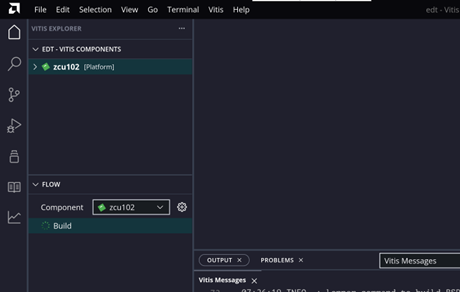 File Edit Selection View Go Terminal Vitis Help
edt - Vitis
VITIS EXPLORER
EDT - VITIS COMPONENTS
zcu102 [Platform]
FLOW
Component zcu102
Build
OUTPUT PROBLEMS
Vitis Messages
Vitis Messages